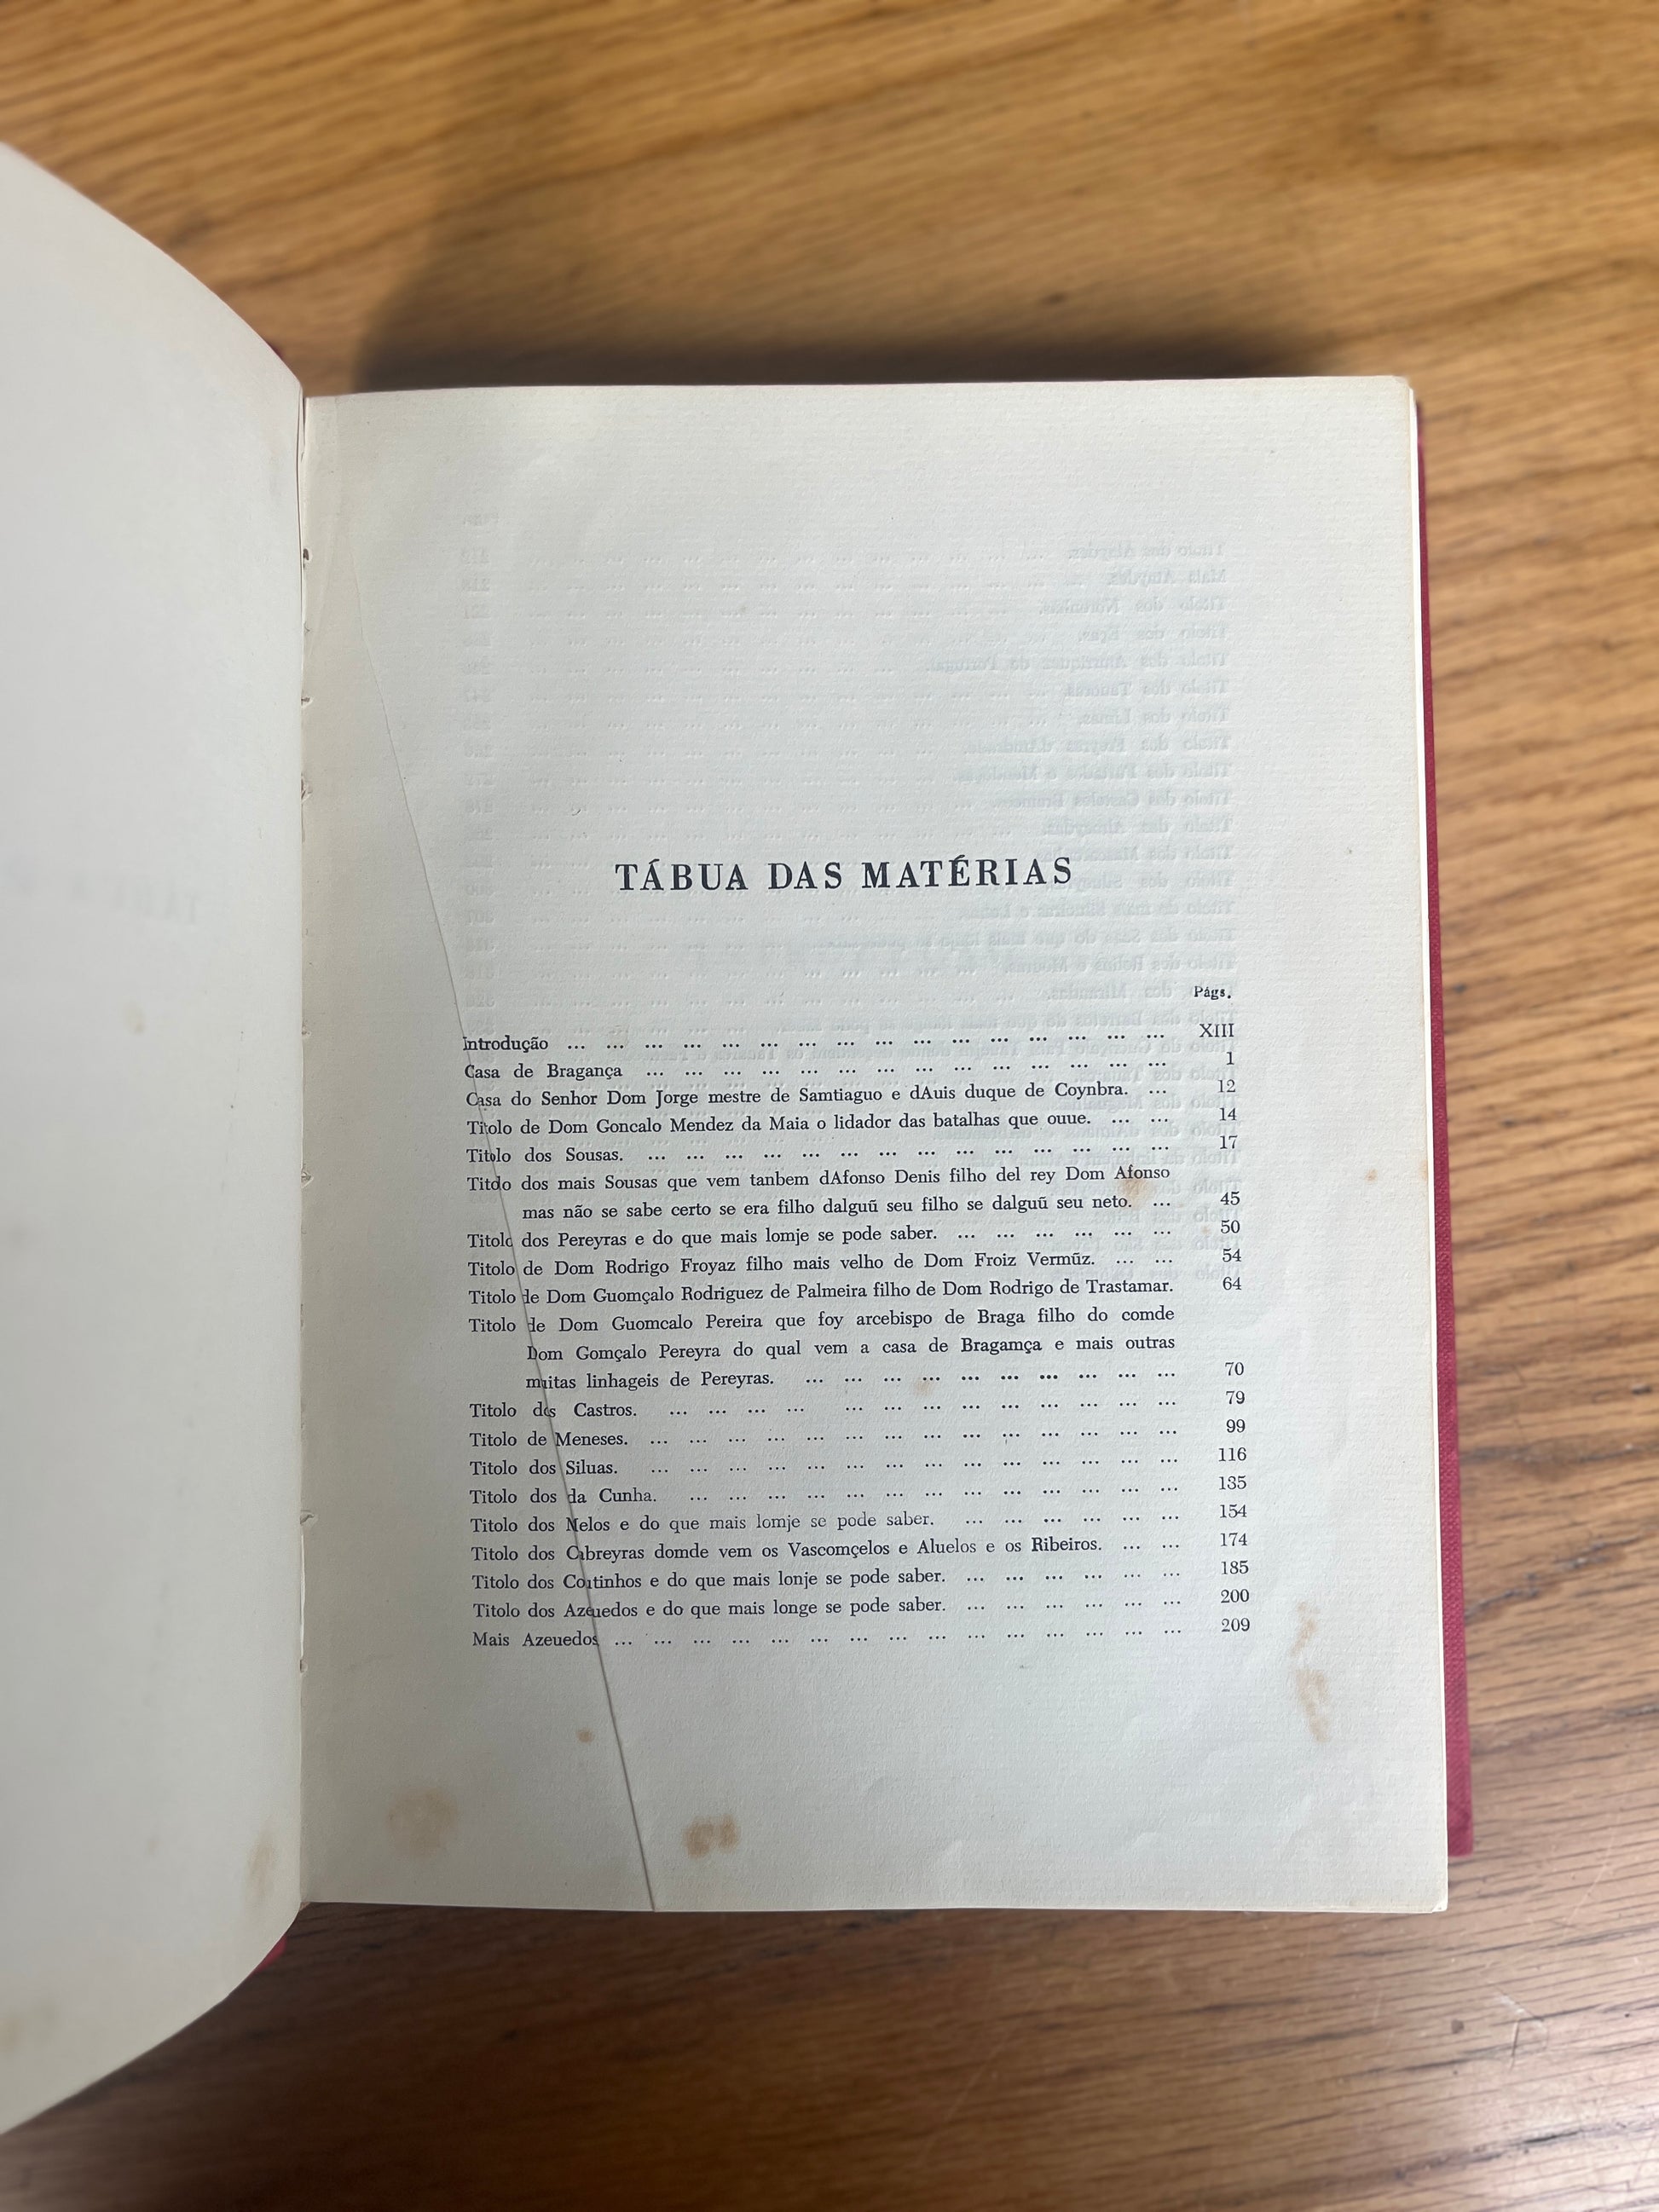 TÁBUA DAS MATÉRIAS
Págs.
Introdução ... ... ... ... ... ... ... ... ... ... ... ... ... ... ... ... XIII
Casa de Bragança ... ... ... ... ... ... ... ... ... ... ... ... ... ... 1
Casa do Senhor Dom Jorge mestre de Samtiaguo e dAuis duque de Coynbra. ... 12
Titolo de Dom Goncalo Mendez da Maia o lidador das batalhas que ouue. ... ... 14
Titolo dos Sousas. ... ... ... ... ... ... ... ... ... ... ... ... ... ... 17
Titolo dos mais Sousas que vem tanbem dAfonso Denis filho del rey Dom Afonso
mas não se sabe certo se era filho dalguũ seu filho se dalguũ seu neto. ... 45
Titolo dos Pereyras e do que mais lomje se pode saber. ... ... ... ... ... ... 50
Titolo de Dom Rodrigo Froyaz filho mais velho de Dom Froiz Vermũz. ... ... 54
Titolo de Dom Guomçalo Rodriguez de Palmeira filho de Dom Rodrigo de Trastamar. 64
Titolo de Dom Guomcalo Pereira que foy arcebispo de Braga filho do comde
Dom Gomçalo Pereyra do qual vem a casa de Bragamça e mais outras
muitas linhageis de Pereyras. ... ... ... ... ... ... ... ... ... ... 70
Titolo dos Castros. ... ... ... ... ... ... ... ... ... ... ... ... ... 79
Titolo de Meneses. ... ... ... ... ... ... ... ... ... ... ... ... ... ... 99
Titolo dos Siluas. ... ... ... ... ... ... ... ... ... ... ... ... ... ... 116
Titolo dos da Cunha. ... ... ... ... ... ... ... ... ... ... ... ... ... 135
Titolo dos Melos e do que mais lomje se pode saber. ... ... ... ... ... ... 154
Titolo dos Cabreyras domde vem os Vascomçelos e Aluelos e os Ribeiros. ... ... 174
Titolo dos Coutinhos e do que mais lonje se pode saber. ... ... ... ... ... ... 185
Titolo dos Azeuedos e do que mais longe se pode saber. ... ... ... ... ... ... 200
Mais Azeuedos ... ... ... ... ... ... ... ... ... ... ... ... ... ... ... 209